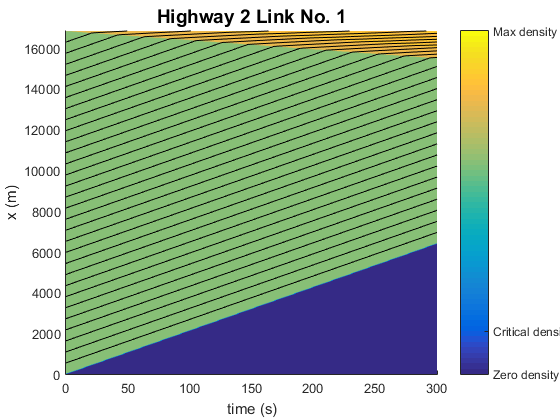 Highway 2 Link No. 1
Max density
16000
14000
12000
10000
8000
6000
4000
2000
0
x (m)
Critical densi
Zero density
0
50
100
150
200
250
300
time (s)